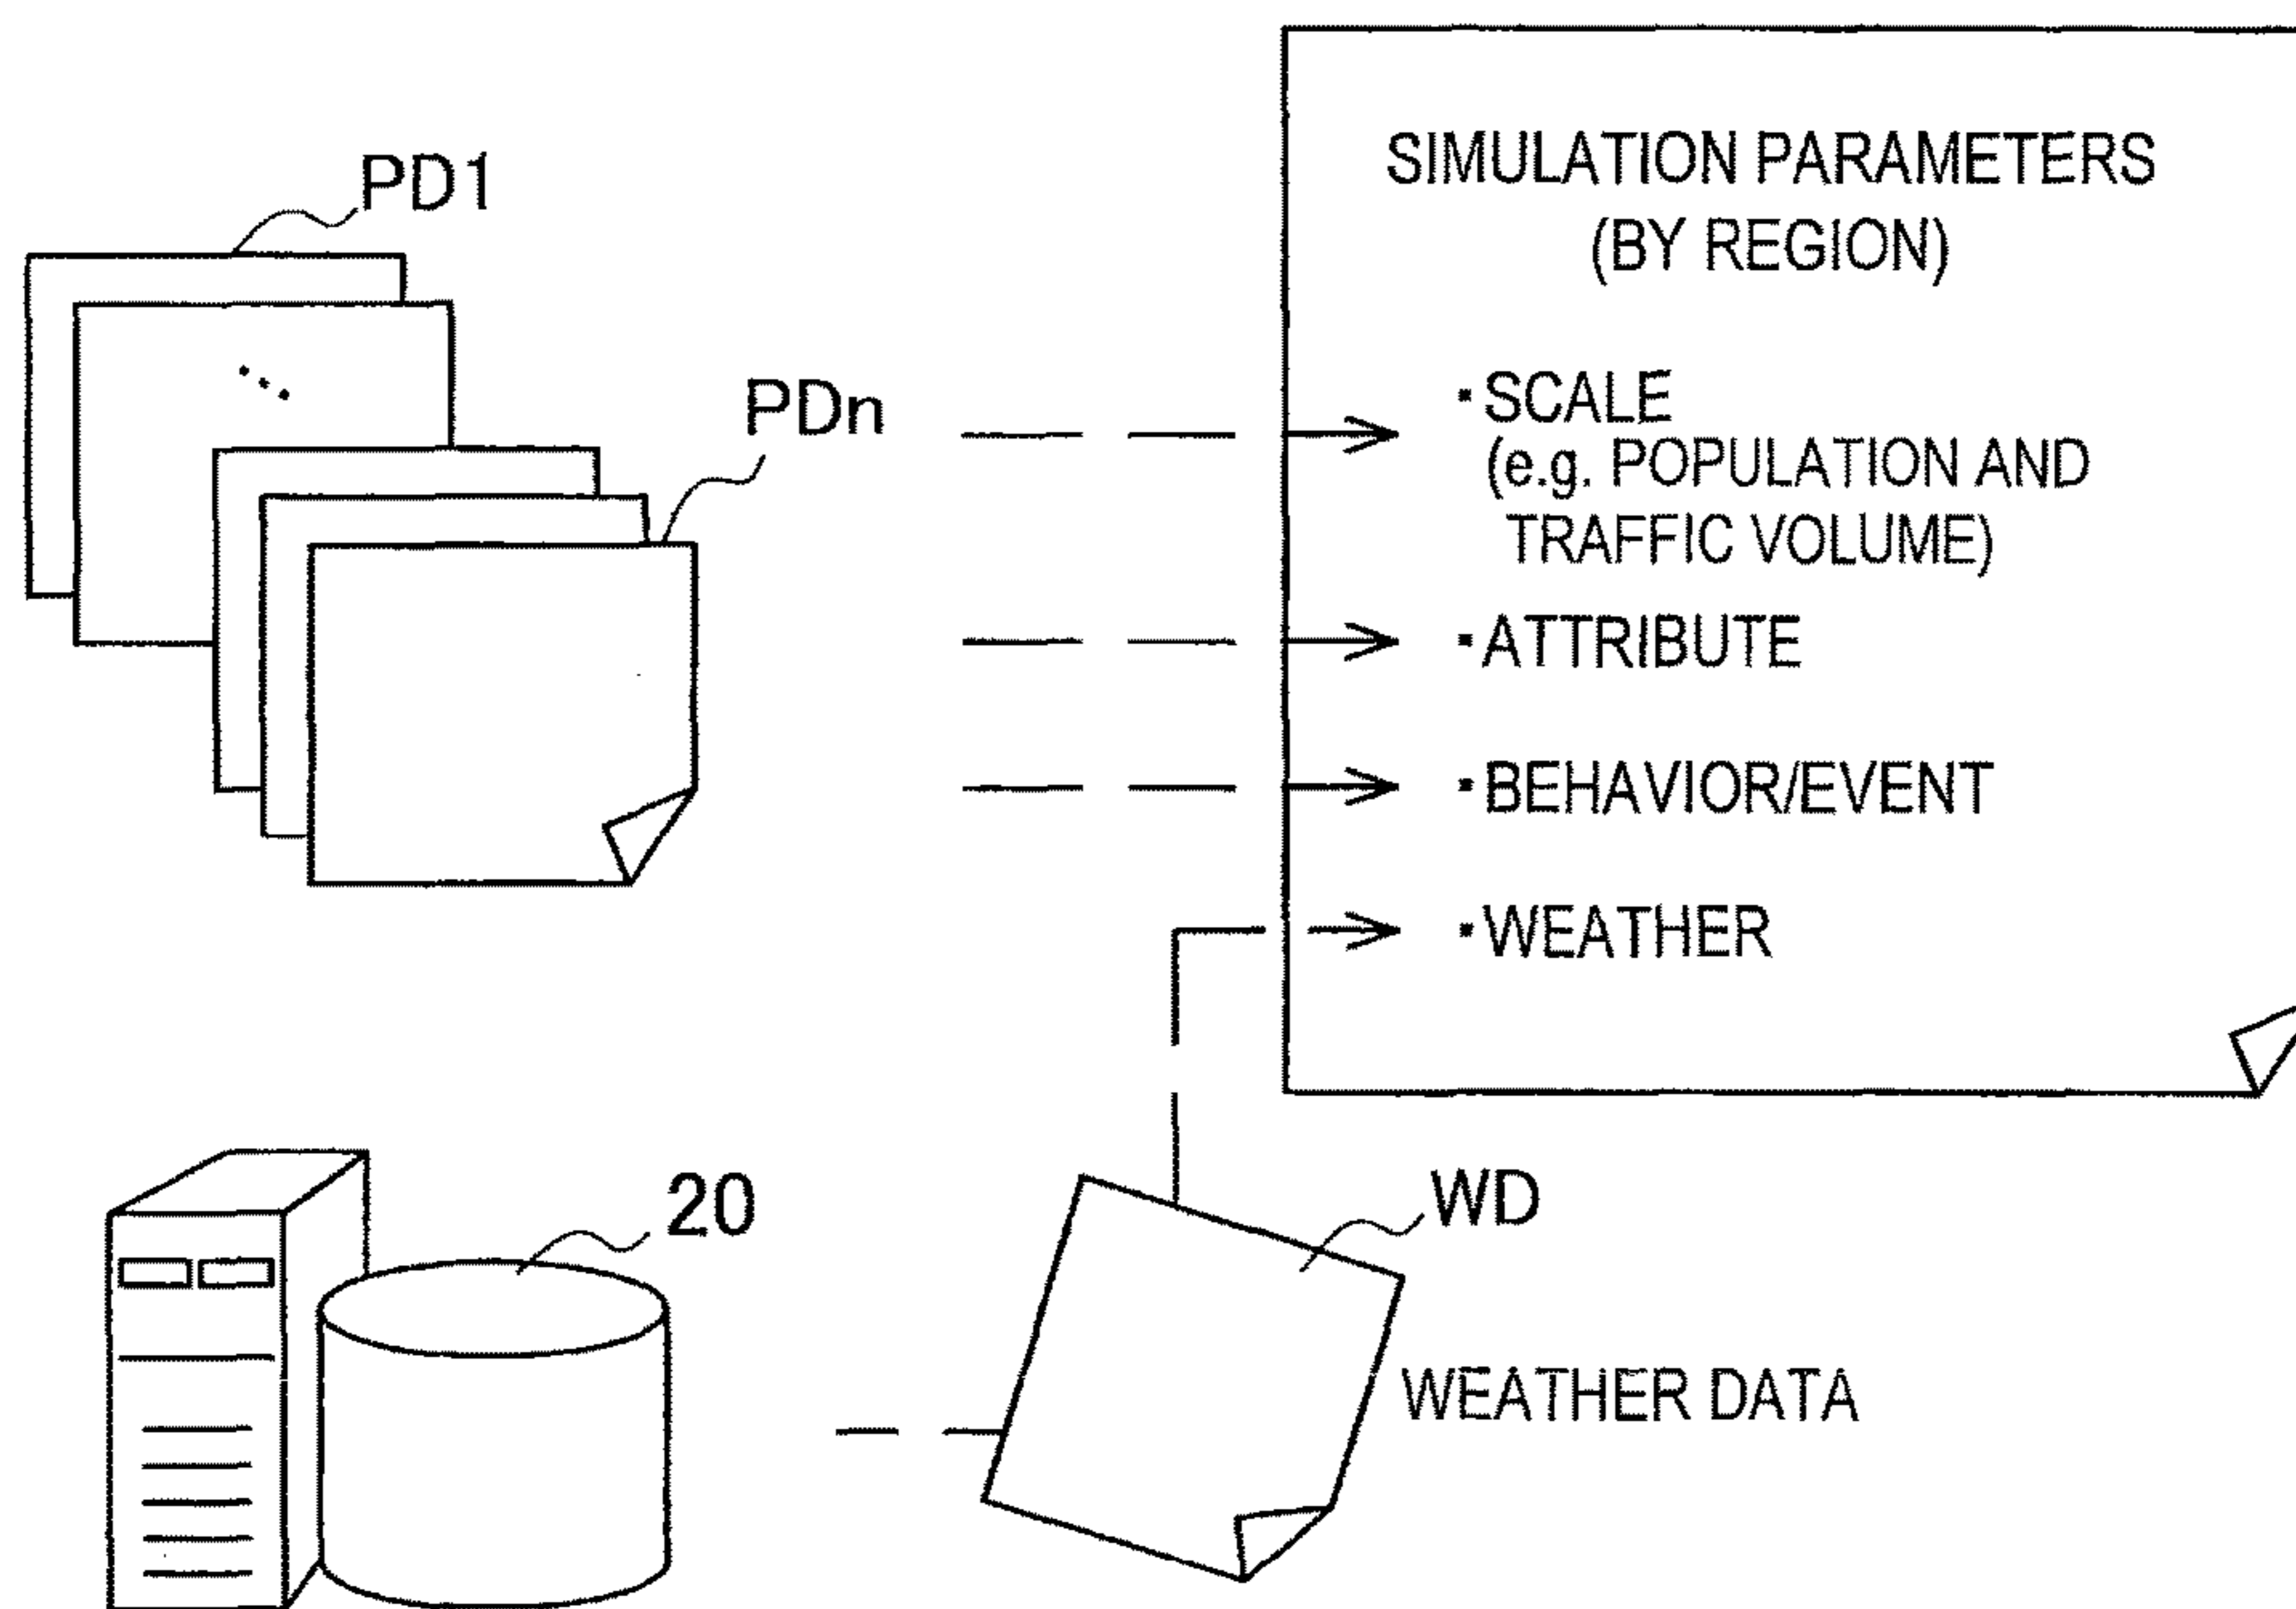 PD1
PDn
SIMULATION PARAMETERS
(BY REGION)
・SCALE
(e.g. POPULATION AND
TRAFFIC VOLUME)
・ATTRIBUTE
・BEHAVIOR/EVENT
・WEATHER
20
WD
WEATHER DATA